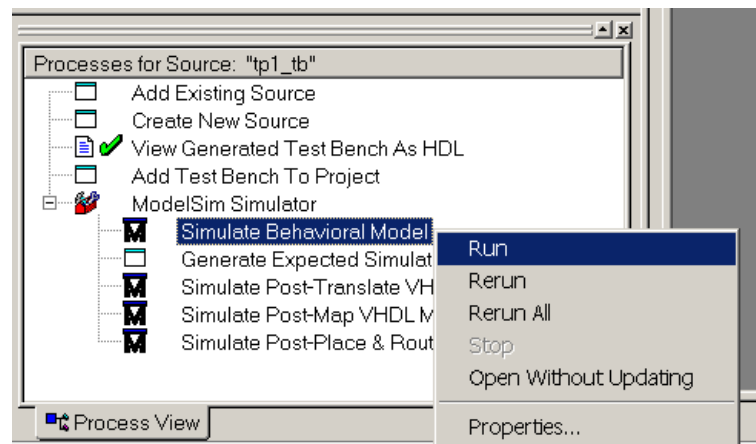 Processes for Source: "tp1_tb"
Add Existing Source
Create New Source
View Generated Test Bench As HDL
Add Test Bench To Project
ModelSim Simulator
Simulate Behavioral Model
Generate Expected Simulat
Simulate Post-Translate VH
Simulate Post-Map VHDL M
Simulate Post-Place & Rout
Run
Rerun
Rerun All
Stop
Open Without Updating
Properties...
Process View